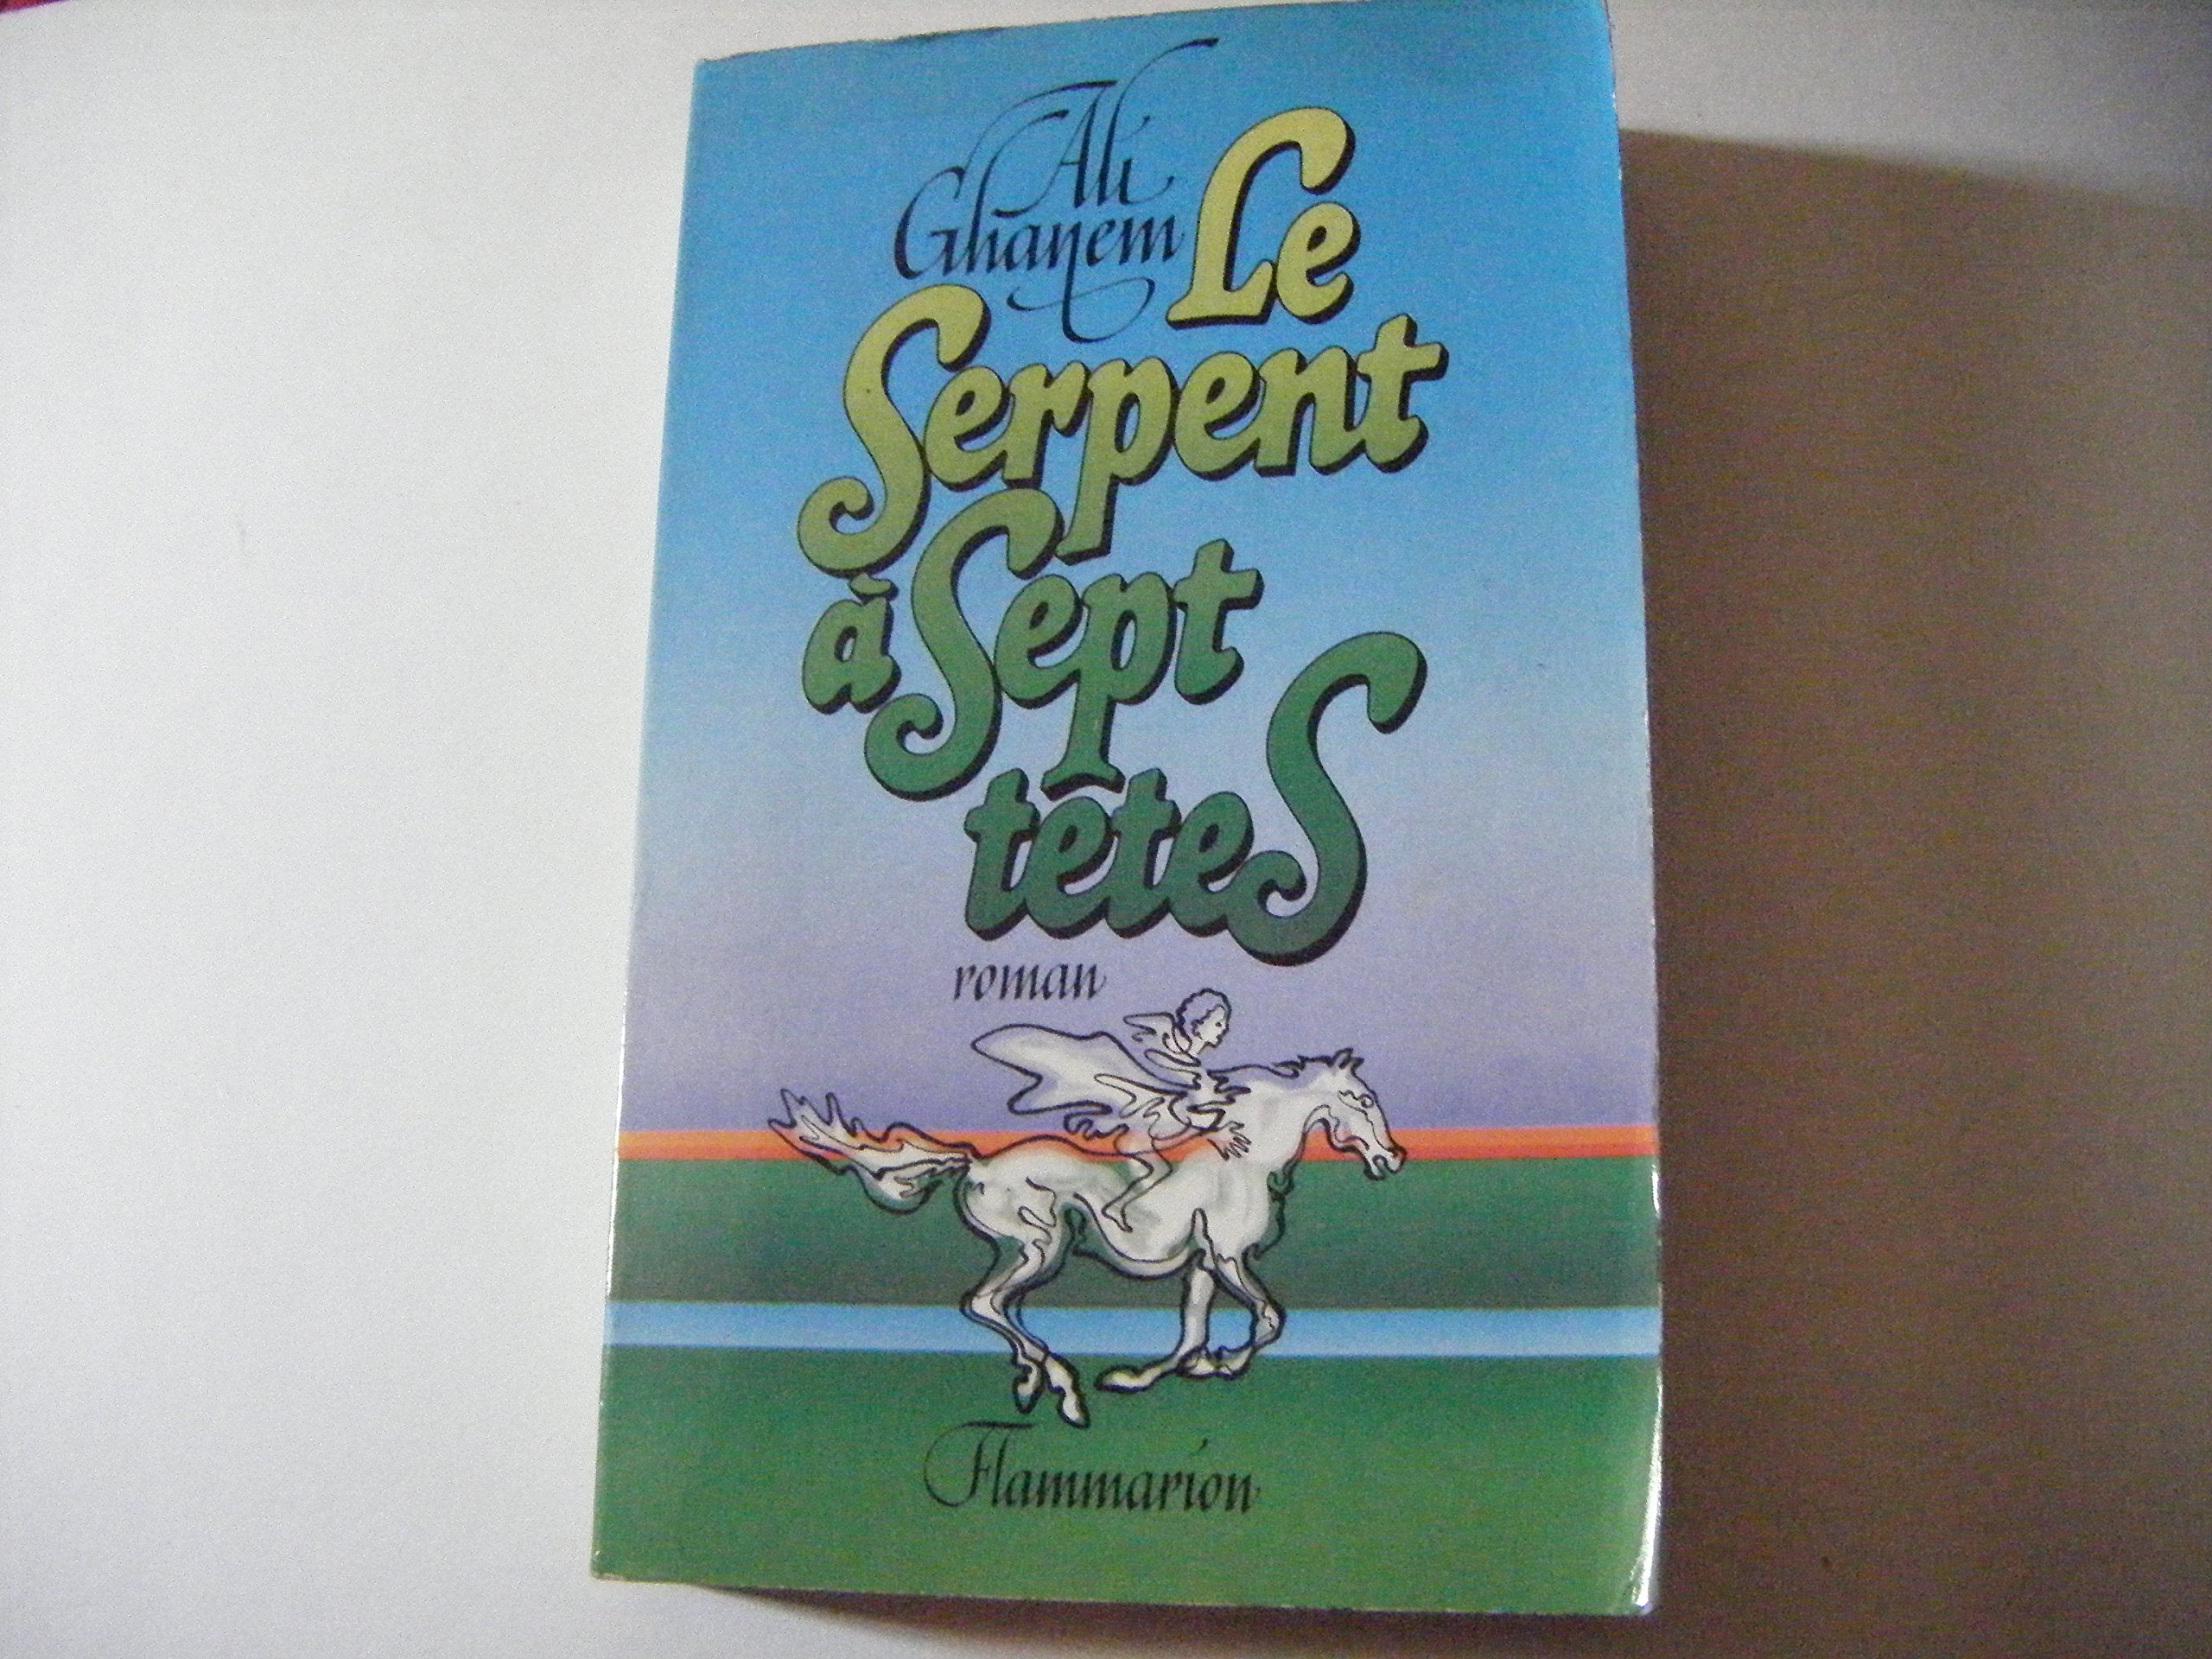 Ali
Ghanem
Le
Serpent
à Sept
têteS
roman
Flammarion